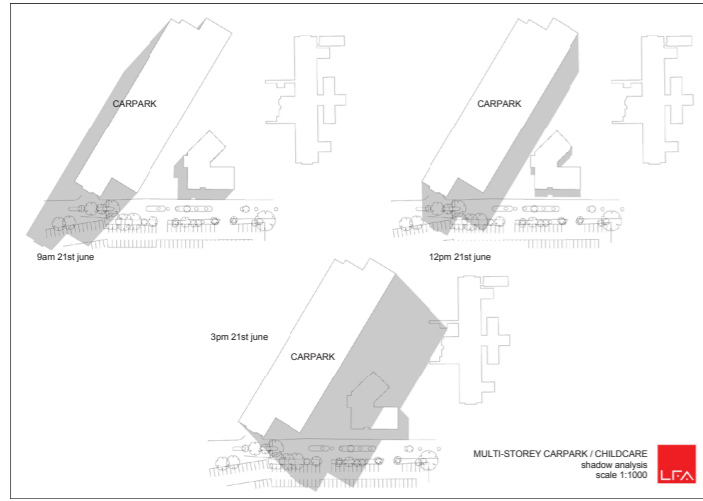 CARPARK
CARPARK
9am 21st june
12pm 21st june
3pm 21st june
CARPARK
MULTI-STOREY CARPARK / CHILDCARE
shadow analysis
scale 1:1000
LFA